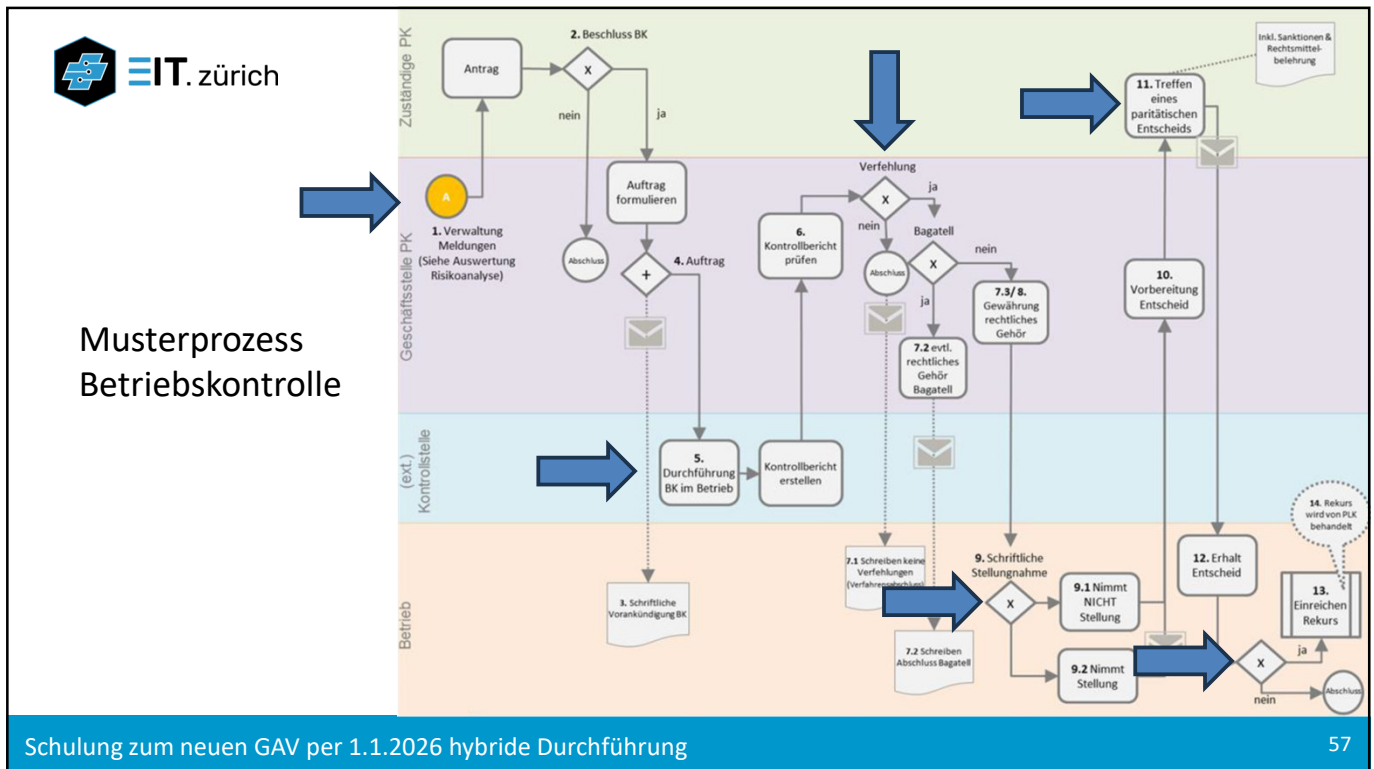 EIT. zürich
Musterprozess
Betriebskontrolle
Zuständige PK
Antrag
2. Beschluss BK
X
nein
ja
11. Treffen
eines
paritätischen
Entscheids
Inkl. Sanktionen &
Rechtsmittel-
belehrung
Geschäftsstelle PK
A
1. Verwaltung
Meldungen
(Siehe Auswertung
Risikoanalyse)
Abschluss
Auftrag
formulieren
+
4. Auftrag
6.
Kontrollbericht
prüfen
Verfehlung
X
ja
nein
Abschluss
Bagatell
X
nein
ja
7.2 evtl.
rechtliches
Gehör
Bagatell
7.3/ 8.
Gewährung
rechtliches
Gehör
10.
Vorbereitung
Entscheid
(ext.)
Kontrollstelle
5.
Durchführung
BK im Betrieb
Kontrollbericht
erstellen
Betrieb
3. Schriftliche
Vorankündigung BK
7.1 Schreiben keine
Verfehlungen
(Verfahrensabschluss)
7.2 Schreiben
Abschluss Bagatell
9. Schriftliche
Stellungnahme
X
9.1 Nimmt
NICHT
Stellung
9.2 Nimmt
Stellung
12. Erhalt
Entscheid
X
ja
nein
13.
Einreichen
Rekurs
14. Rekurs
wird von PLK
behandelt
Abschluss
Schulung zum neuen GAV per 1.1.2026 hybride Durchführung
57